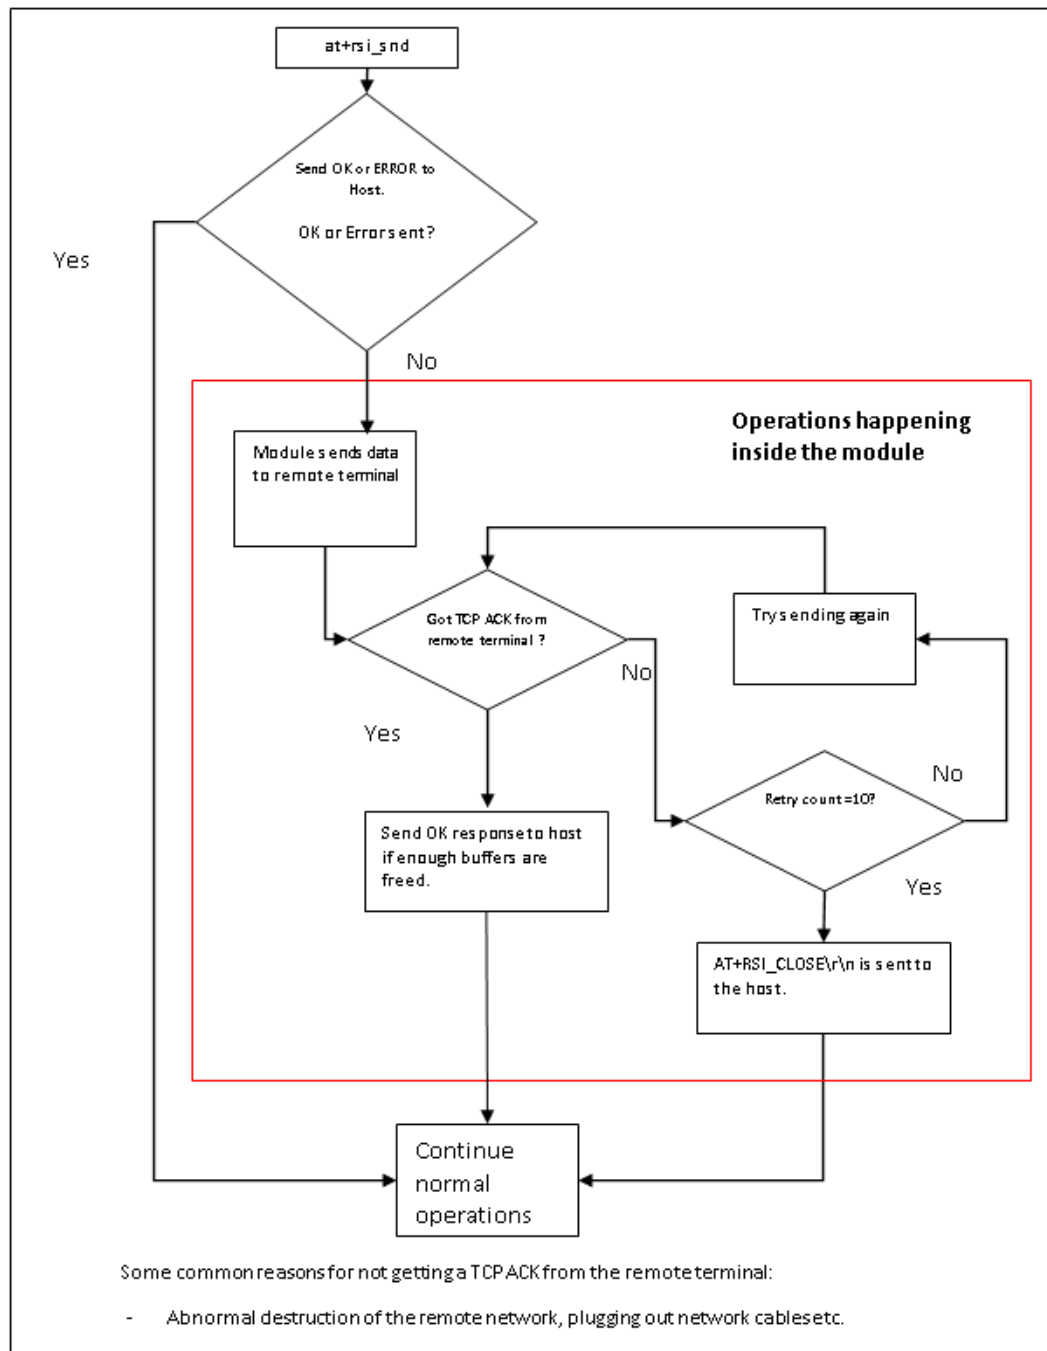 at+rsi_snd
Send OK or ERROR to
Host.
OK or Error sent?
Yes
No
Operations happening
inside the module
Module sends data
to remote terminal
Got TCP ACK from
remote terminal ?
Try sending again
No
Yes
Retry count=10?
No
Send OK response to host
if enough buffers are
freed.
Yes
AT+RSI_CLOSE\r\n is sent to
the host.
Continue
normal
operations
Some common reasons for not getting a TCP ACK from the remote terminal:
- Abnormal destruction of the remote network, plugging out network cables etc.